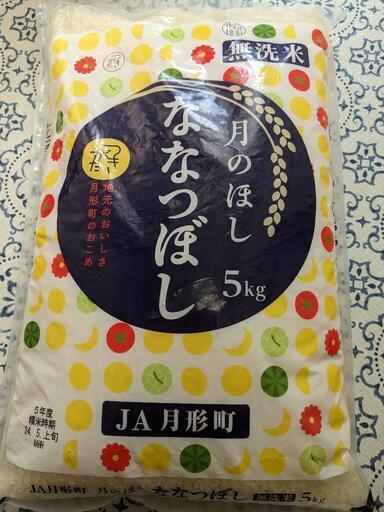 無洗米
月のほし
ななつぼし
5kg
地元のおいしさ
月形町のおこめ
5年産
精米時期
24.5.上旬
JA月形町
JA月形町 月のほし ななつぼし 無洗米 5kg